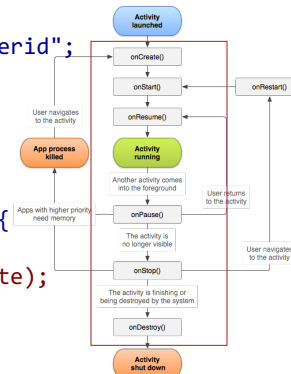 Activity
launched
erid";
onCreate()
onStart()
onRestart()
User navigates
to the activity
onResume()
App process
killed
Activity
running
Another activity comes
into the foreground
User returns
to the activity
{
Apps with higher priority
need memory
onPause()
The activity is
no longer visible
User navigates
to the activity
te);
onStop()
The activity is finishing or
being destroyed by the system
onDestroy()
Activity
shut down